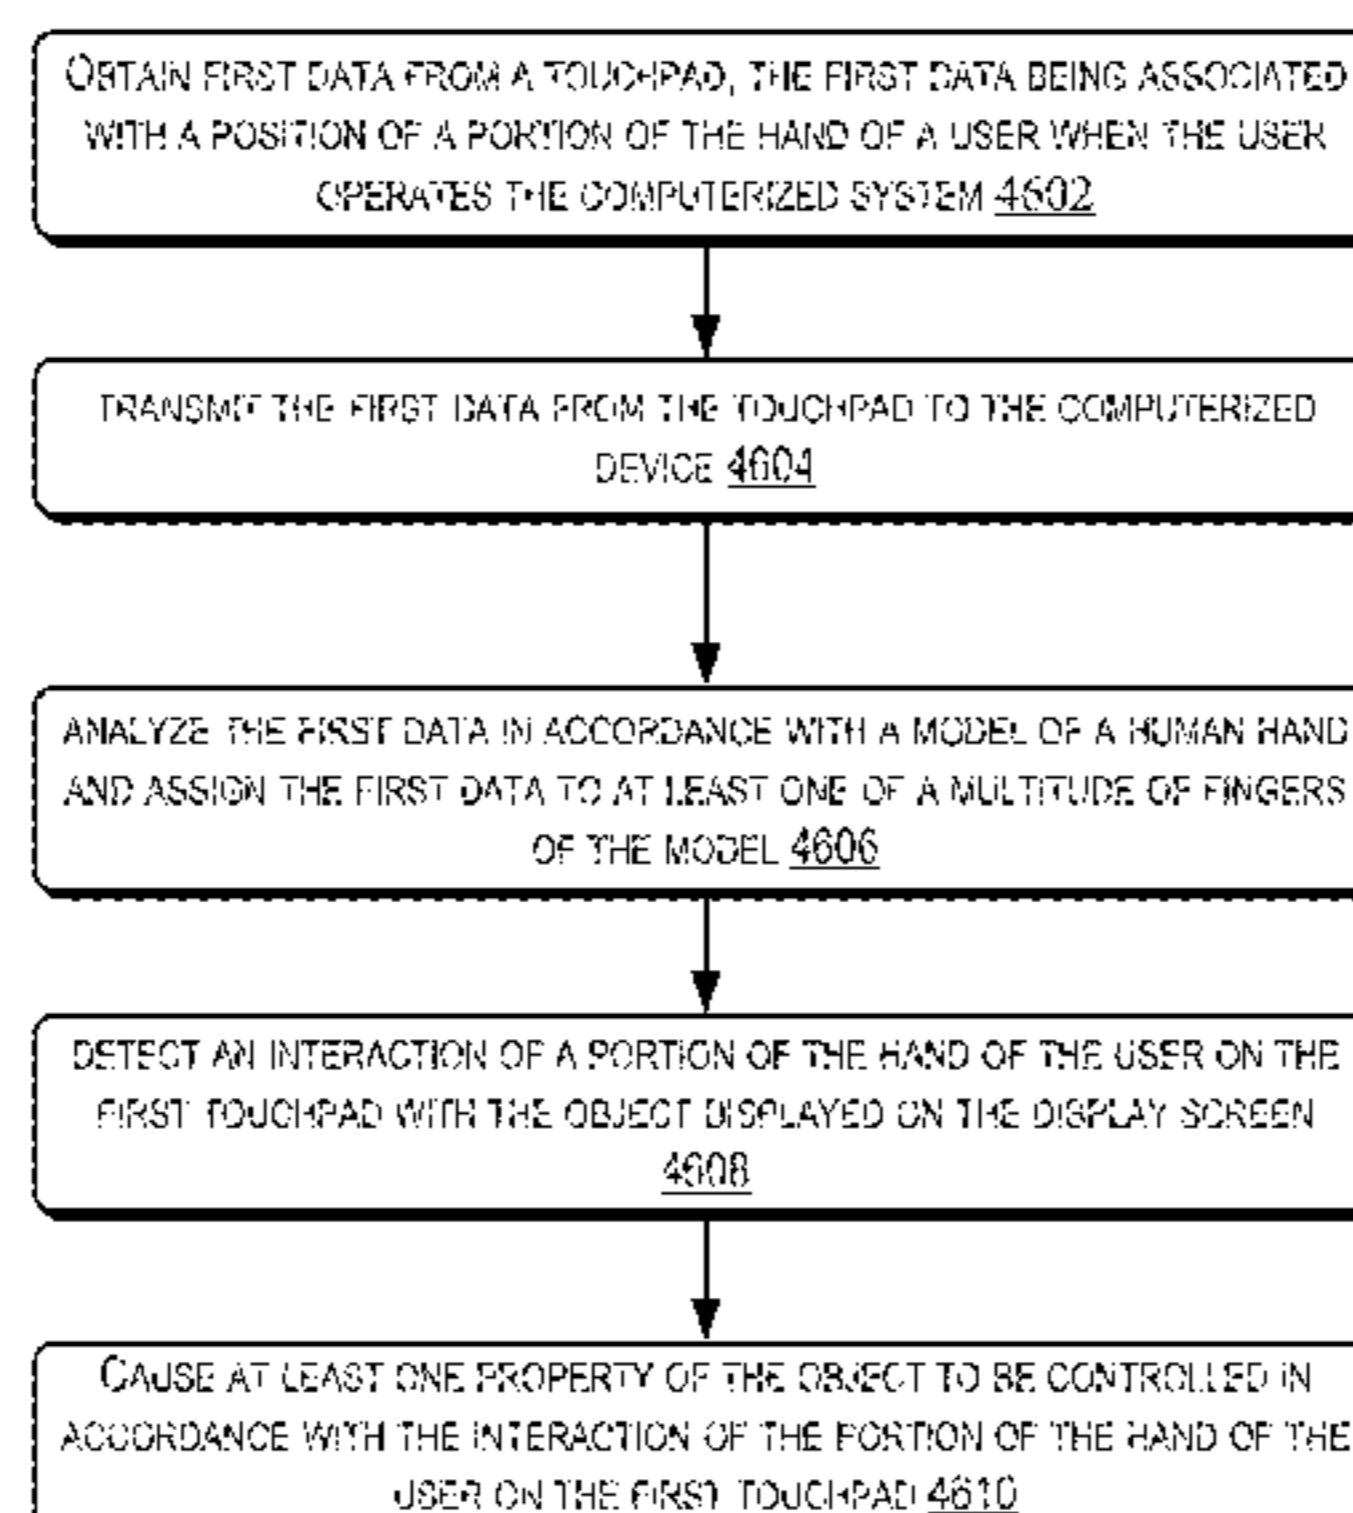 OBTAIN FIRST DATA FROM A TOUCHPAD, THE FIRST DATA BEING ASSOCIATED
WITH A POSITION OF A PORTION OF THE HAND OF A USER WHEN THE USER
OPERATES THE COMPUTERIZED SYSTEM 4602
TRANSMIT THE FIRST DATA FROM THE TOUCHPAD TO THE COMPUTERIZED
DEVICE 4604
ANALYZE THE FIRST DATA IN ACCORDANCE WITH A MODEL OF A HUMAN HAND
AND ASSIGN THE FIRST DATA TO AT LEAST ONE OF A MULTITUDE OF FINGERS
OF THE MODEL 4606
DETECT AN INTERACTION OF A PORTION OF THE HAND OF THE USER ON THE
FIRST TOUCHPAD WITH THE OBJECT DISPLAYED ON THE DISPLAY SCREEN
4608
CAUSE AT LEAST ONE PROPERTY OF THE OBJECT TO BE CONTROLLED IN
ACCORDANCE WITH THE INTERACTION OF THE PORTION OF THE HAND OF THE
USER ON THE FIRST TOUCHPAD 4610